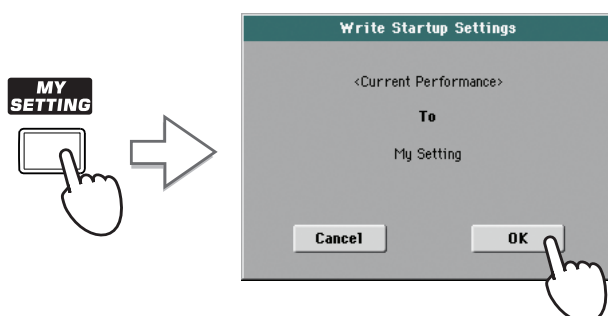 MY
SETTING
Write Startup Settings
<Current Performance>
To
My Setting
Cancel
OK